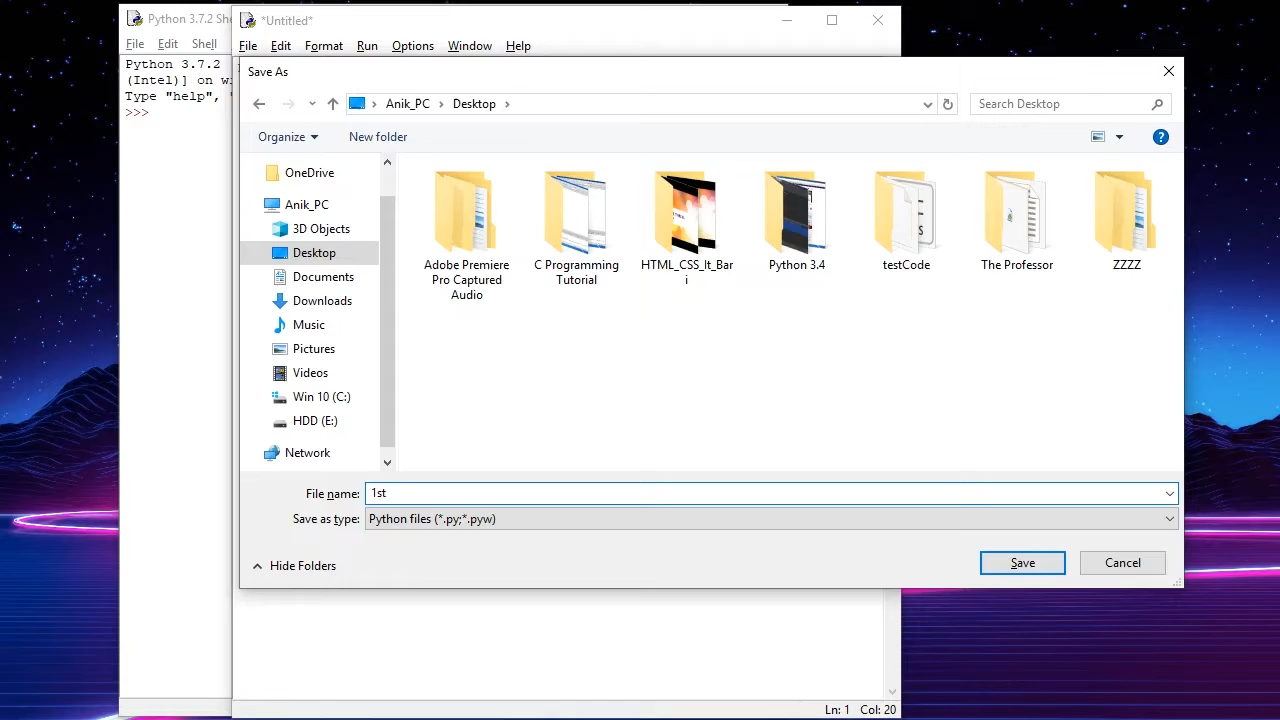 Python 3.7.2 She
File Edit Shell
Python 3.7.2
(Intel)] on wi
Type "help", "
>>>
*Untitled*
File Edit Format Run Options Window Help
Save As
Anik_PC
Desktop
Search Desktop
Organize
New folder
OneDrive
Anik_PC
3D Objects
Desktop
Documents
Downloads
Music
Pictures
Videos
Win 10 (C:)
HDD (E:)
Network
Adobe Premiere
Pro Captured
Audio
C Programming
Tutorial
HTML_CSS_It_Bar
i
Python 3.4
testCode
The Professor
ZZZZ
File name: 1st
Save as type: Python files (*.py;*.pyw)
Hide Folders
Save
Cancel
Ln: 1 Col: 20